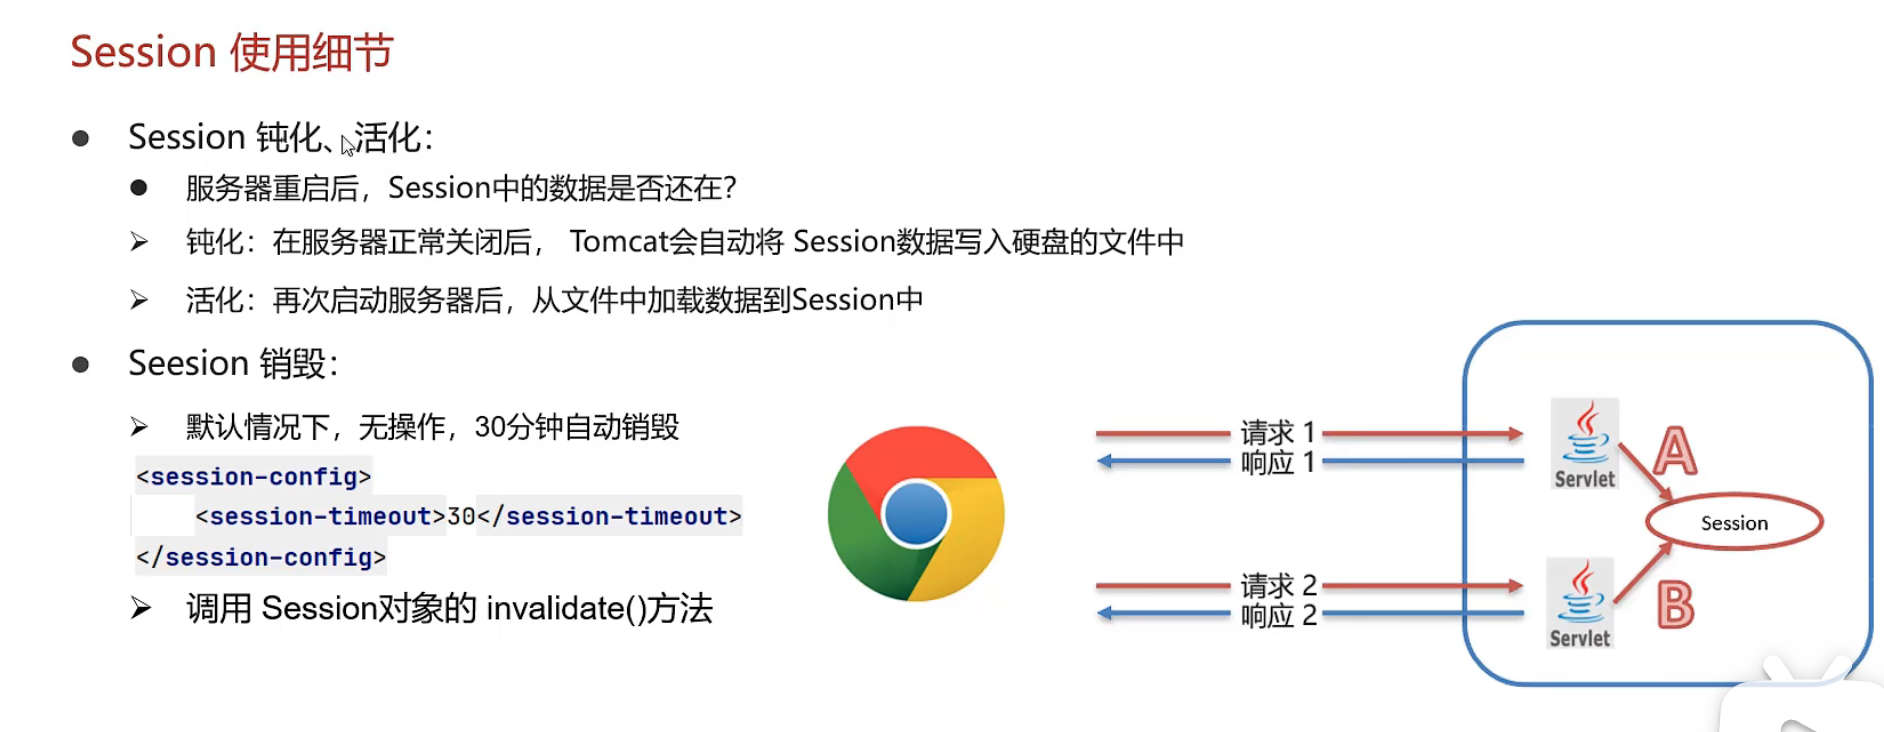 Session 使用细节
Session 钝化、活化：
服务器重启后，Session中的数据是否还在？
钝化：在服务器正常关闭后， Tomcat会自动将 Session数据写入硬盘的文件中
活化：再次启动服务器后，从文件中加载数据到Session中
Seesion 销毁：
默认情况下，无操作，30分钟自动销毁
<session-config>
<session-timeout>30</session-timeout>
</session-config>
调用 Session对象的 invalidate()方法
请求 1
响应 1
Servlet
A
Session
请求 2
响应 2
Servlet
B